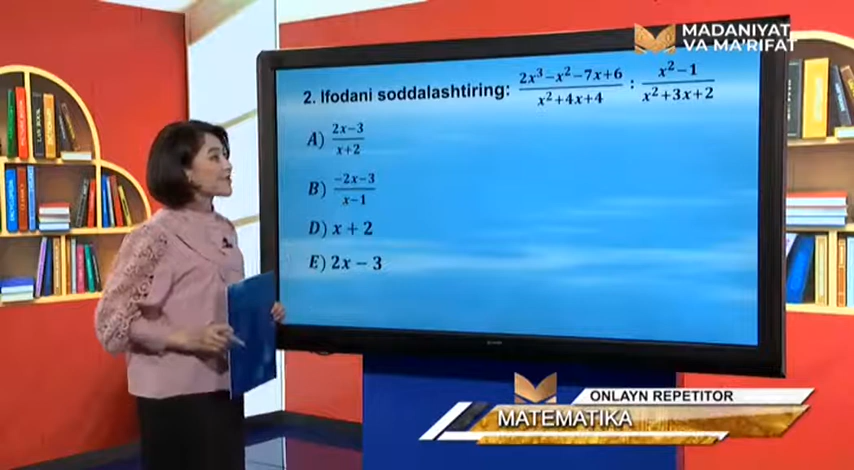 MADANIYAT
VA MA'RIFAT
2. Ifodani soddalashtiring: (2x³−x²−7x+6)/(x²+4x+4) : (x²−1)/(x²+3x+2)
A) (2x−3)/(x+2)
B) (−2x−3)/(x−1)
D) x + 2
E) 2x − 3
ONLAYN REPETITOR
MATEMATIKA